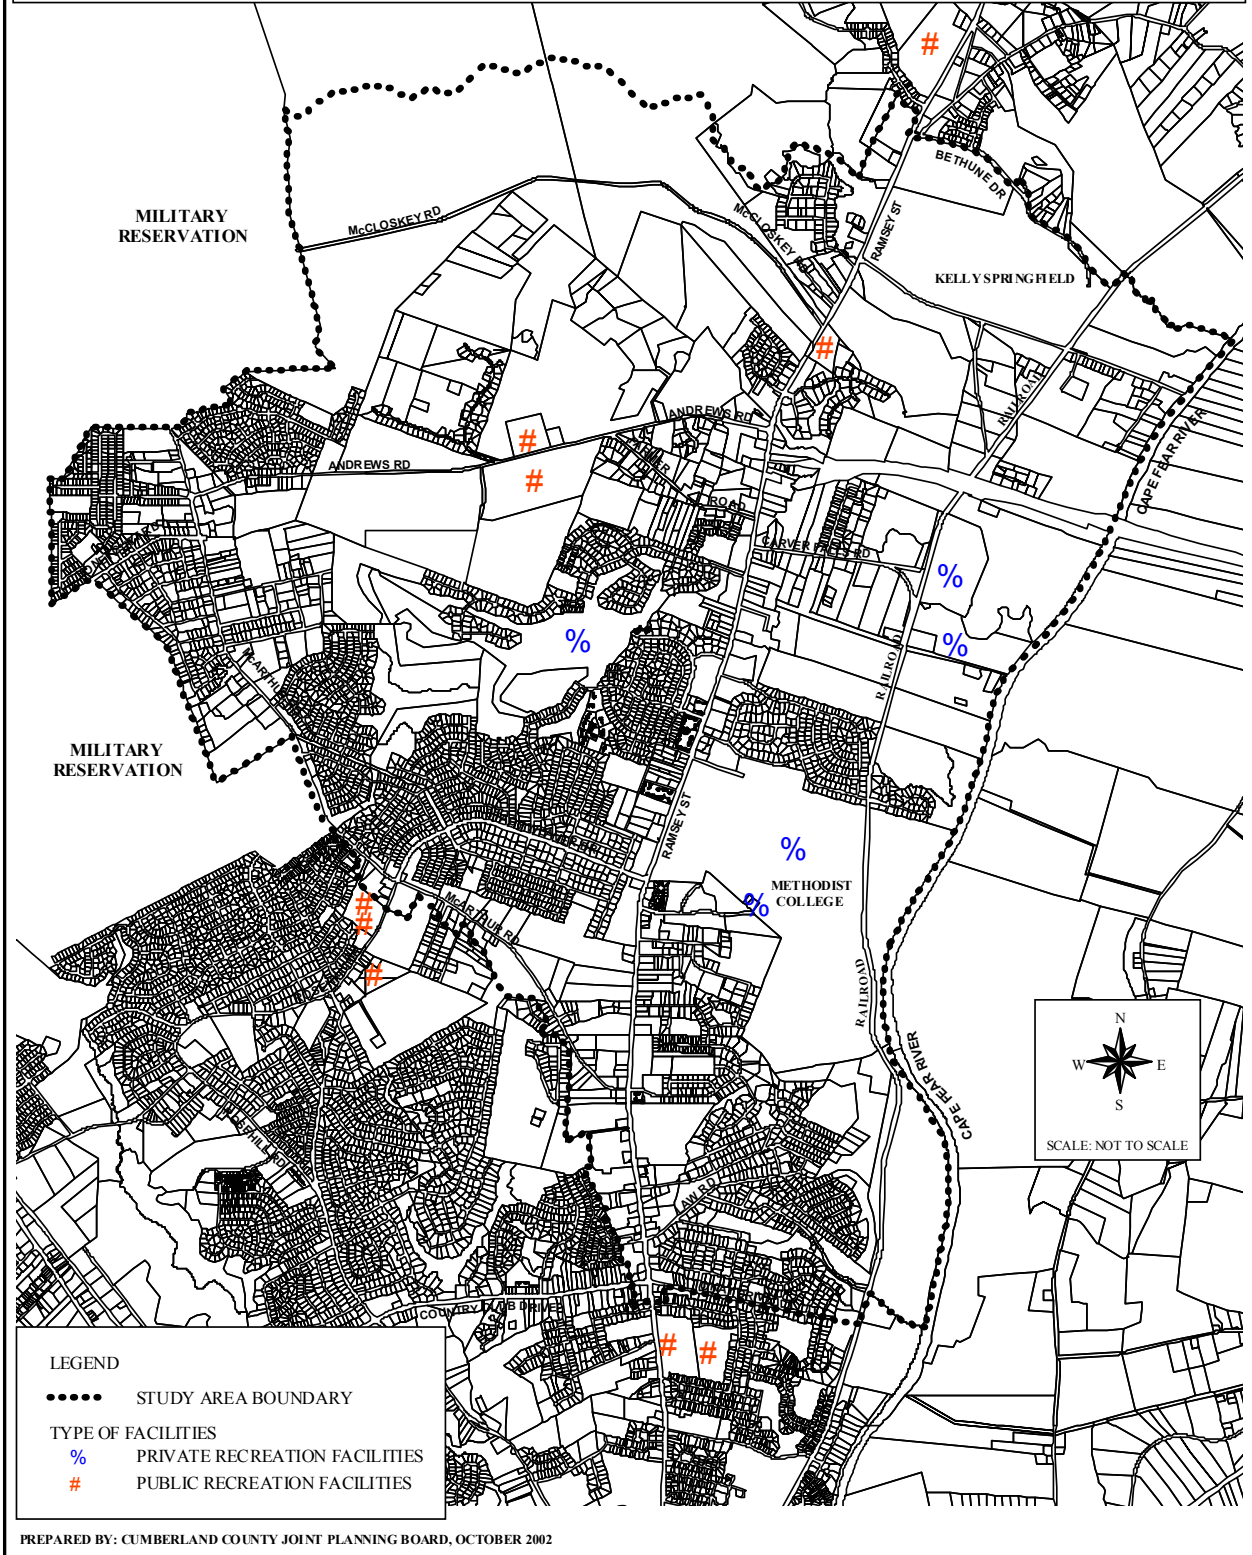 #
BETHUNE DR
MILITARY
RESERVATION
McCLOSKEY RD
McCLOSKEY RD
RAMSEY ST
KELLY SPRINGFIELD
#
RAILROAD
ANDREWS RD
#
ANDREWS RD
#
CAPE FEAR RIVER
ROAD
CARVER FALLS RD
%
%
%
RAILROAD
MILITARY
RESERVATION
RAMSEY ST
%
METHODIST
COLLEGE
%
#
#
McARTHUR RD
#
RAILROAD
CAPE FEAR RIVER
N
W
E
S
SCALE: NOT TO SCALE
COUNTRY CLUB DRIVE
#
#
LEGEND
STUDY AREA BOUNDARY
TYPE OF FACILITIES
% PRIVATE RECREATION FACILITIES
# PUBLIC RECREATION FACILITIES
PREPARED BY: CUMBERLAND COUNTY JOINT PLANNING BOARD, OCTOBER 2002